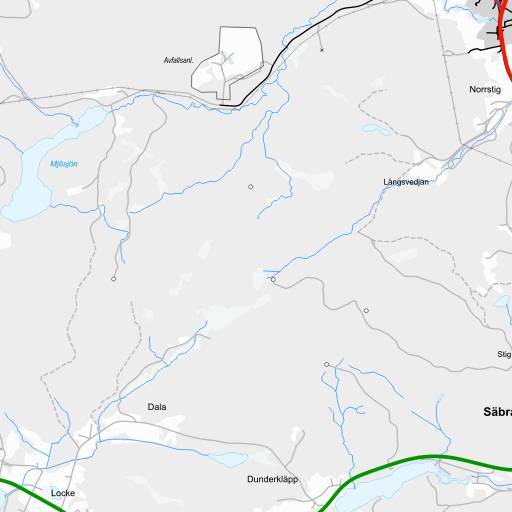 Avfallsanl.
Norrstig
Mjösjön
Långsvedjan
Stig
Dala
Säbra
Dunderkläpp
Locke